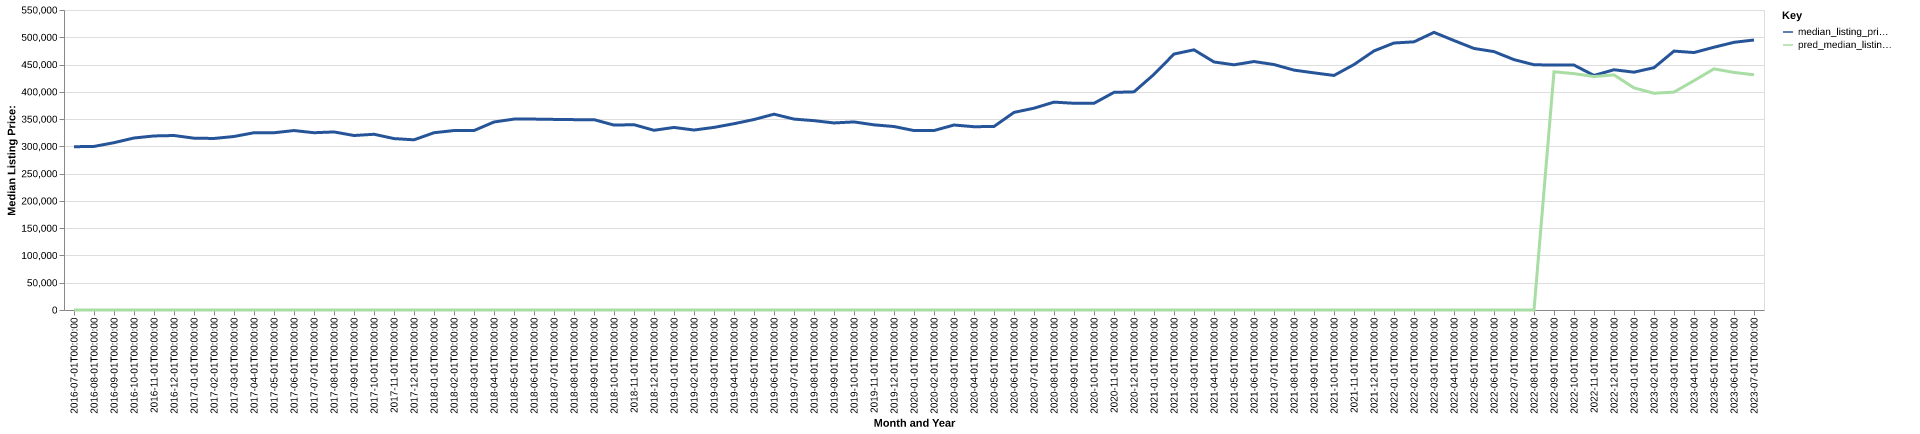 550,000
500,000
450,000
400,000
350,000
300,000
250,000
200,000
150,000
100,000
50,000
0
Median Listing Price:
2016-07-01T00:00:00
2016-08-01T00:00:00
2016-09-01T00:00:00
2016-10-01T00:00:00
2016-11-01T00:00:00
2016-12-01T00:00:00
2017-01-01T00:00:00
2017-02-01T00:00:00
2017-03-01T00:00:00
2017-04-01T00:00:00
2017-05-01T00:00:00
2017-06-01T00:00:00
2017-07-01T00:00:00
2017-08-01T00:00:00
2017-09-01T00:00:00
2017-10-01T00:00:00
2017-11-01T00:00:00
2017-12-01T00:00:00
2018-01-01T00:00:00
2018-02-01T00:00:00
2018-03-01T00:00:00
2018-04-01T00:00:00
2018-05-01T00:00:00
2018-06-01T00:00:00
2018-07-01T00:00:00
2018-08-01T00:00:00
2018-09-01T00:00:00
2018-10-01T00:00:00
2018-11-01T00:00:00
2018-12-01T00:00:00
2019-01-01T00:00:00
2019-02-01T00:00:00
2019-03-01T00:00:00
2019-04-01T00:00:00
2019-05-01T00:00:00
2019-06-01T00:00:00
2019-07-01T00:00:00
2019-08-01T00:00:00
2019-09-01T00:00:00
2019-10-01T00:00:00
2019-11-01T00:00:00
2019-12-01T00:00:00
2020-01-01T00:00:00
2020-02-01T00:00:00
2020-03-01T00:00:00
2020-04-01T00:00:00
2020-05-01T00:00:00
2020-06-01T00:00:00
2020-07-01T00:00:00
2020-08-01T00:00:00
2020-09-01T00:00:00
2020-10-01T00:00:00
2020-11-01T00:00:00
2020-12-01T00:00:00
2021-01-01T00:00:00
2021-02-01T00:00:00
2021-03-01T00:00:00
2021-04-01T00:00:00
2021-05-01T00:00:00
2021-06-01T00:00:00
2021-07-01T00:00:00
2021-08-01T00:00:00
2021-09-01T00:00:00
2021-10-01T00:00:00
2021-11-01T00:00:00
2021-12-01T00:00:00
2022-01-01T00:00:00
2022-02-01T00:00:00
2022-03-01T00:00:00
2022-04-01T00:00:00
2022-05-01T00:00:00
2022-06-01T00:00:00
2022-07-01T00:00:00
2022-08-01T00:00:00
2022-09-01T00:00:00
2022-10-01T00:00:00
2022-11-01T00:00:00
2022-12-01T00:00:00
2023-01-01T00:00:00
2023-02-01T00:00:00
2023-03-01T00:00:00
2023-04-01T00:00:00
2023-05-01T00:00:00
2023-06-01T00:00:00
2023-07-01T00:00:00
Month and Year
Key
median_listing_pri…
pred_median_listin…